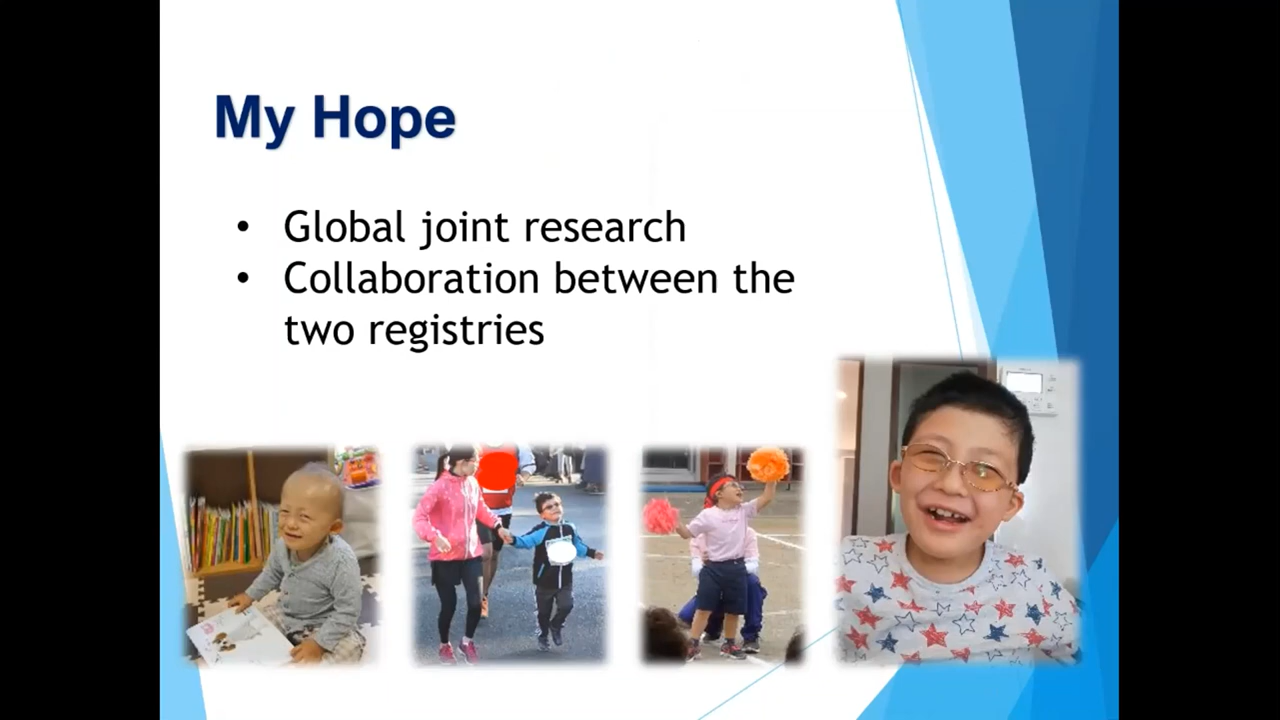 My Hope
• Global joint research
• Collaboration between the
two registries